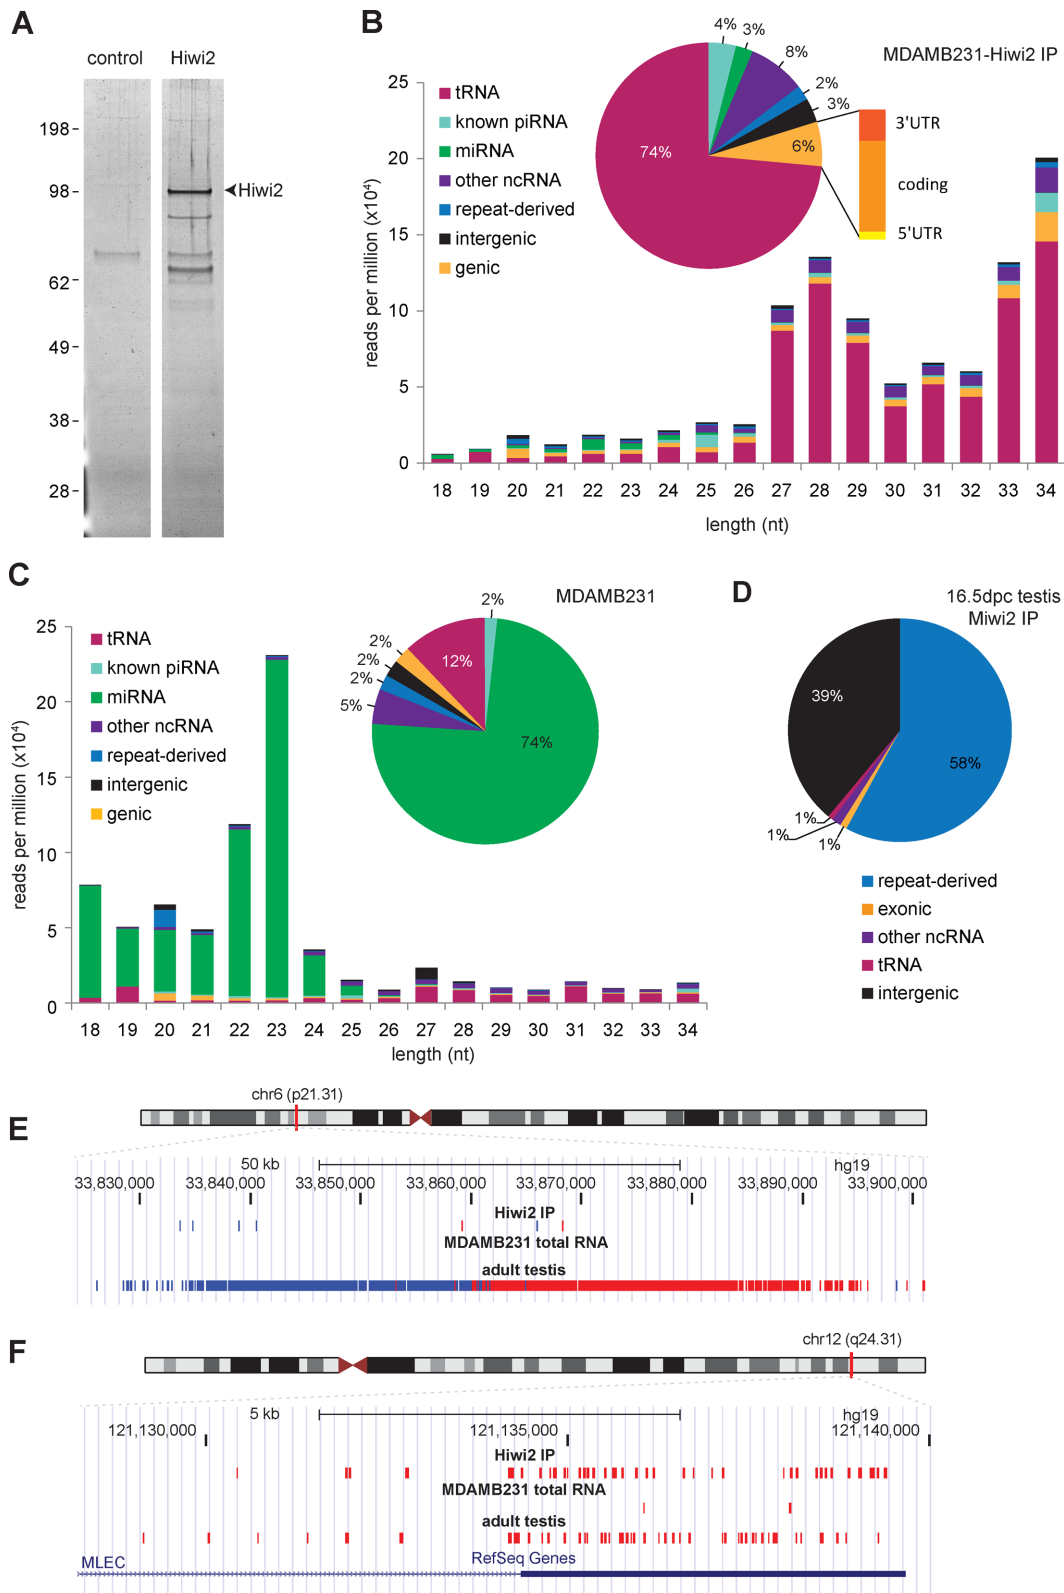 A
control
Hiwi2
198
98
Hiwi2
62
49
38
28
B
MDAMB231-Hiwi2 IP
reads per million (x10⁴)
25
20
15
10
5
0
tRNA
known piRNA
miRNA
other ncRNA
repeat-derived
intergenic
genic
4%
3%
8%
2%
3%
6%
74%
3'UTR
coding
5'UTR
18 19 20 21 22 23 24 25 26 27 28 29 30 31 32 33 34
length (nt)
C
MDAMB231
reads per million (x10⁴)
25
20
15
10
5
0
tRNA
known piRNA
miRNA
other ncRNA
repeat-derived
intergenic
genic
2%
12%
2%
2%
2%
5%
74%
18 19 20 21 22 23 24 25 26 27 28 29 30 31 32 33 34
length (nt)
D
16.5dpc testis
Miwi2 IP
39%
58%
1%
1%
1%
repeat-derived
exonic
other ncRNA
tRNA
intergenic
E
chr6 (p21.31)
50 kb
hg19
33,830,000 33,840,000 33,850,000 33,860,000 33,870,000 33,880,000 33,890,000 33,900,000
Hiwi2 IP
MDAMB231 total RNA
adult testis
F
chr12 (q24.31)
5 kb
hg19
121,130,000 121,135,000 121,140,000
Hiwi2 IP
MDAMB231 total RNA
adult testis
RefSeq Genes
MLEC